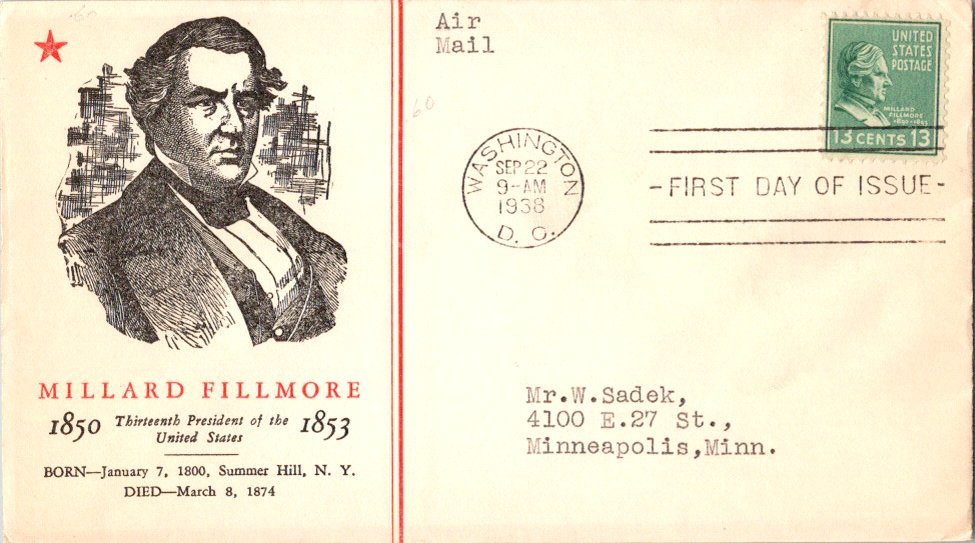 Air
Mail
60
UNITED
STATES
POSTAGE
MILLARD
FILLMORE
1850-1853
13 CENTS 13
WASHINGTON
SEP 22
9-AM
1938
D. C.
-FIRST DAY OF ISSUE-
MILLARD FILLMORE
1850 Thirteenth President of the 1853
United States
BORN—January 7, 1800, Summer Hill, N. Y.
DIED—March 8, 1874
Mr.W.Sadek,
4100 E.27 St.,
Minneapolis,Minn.